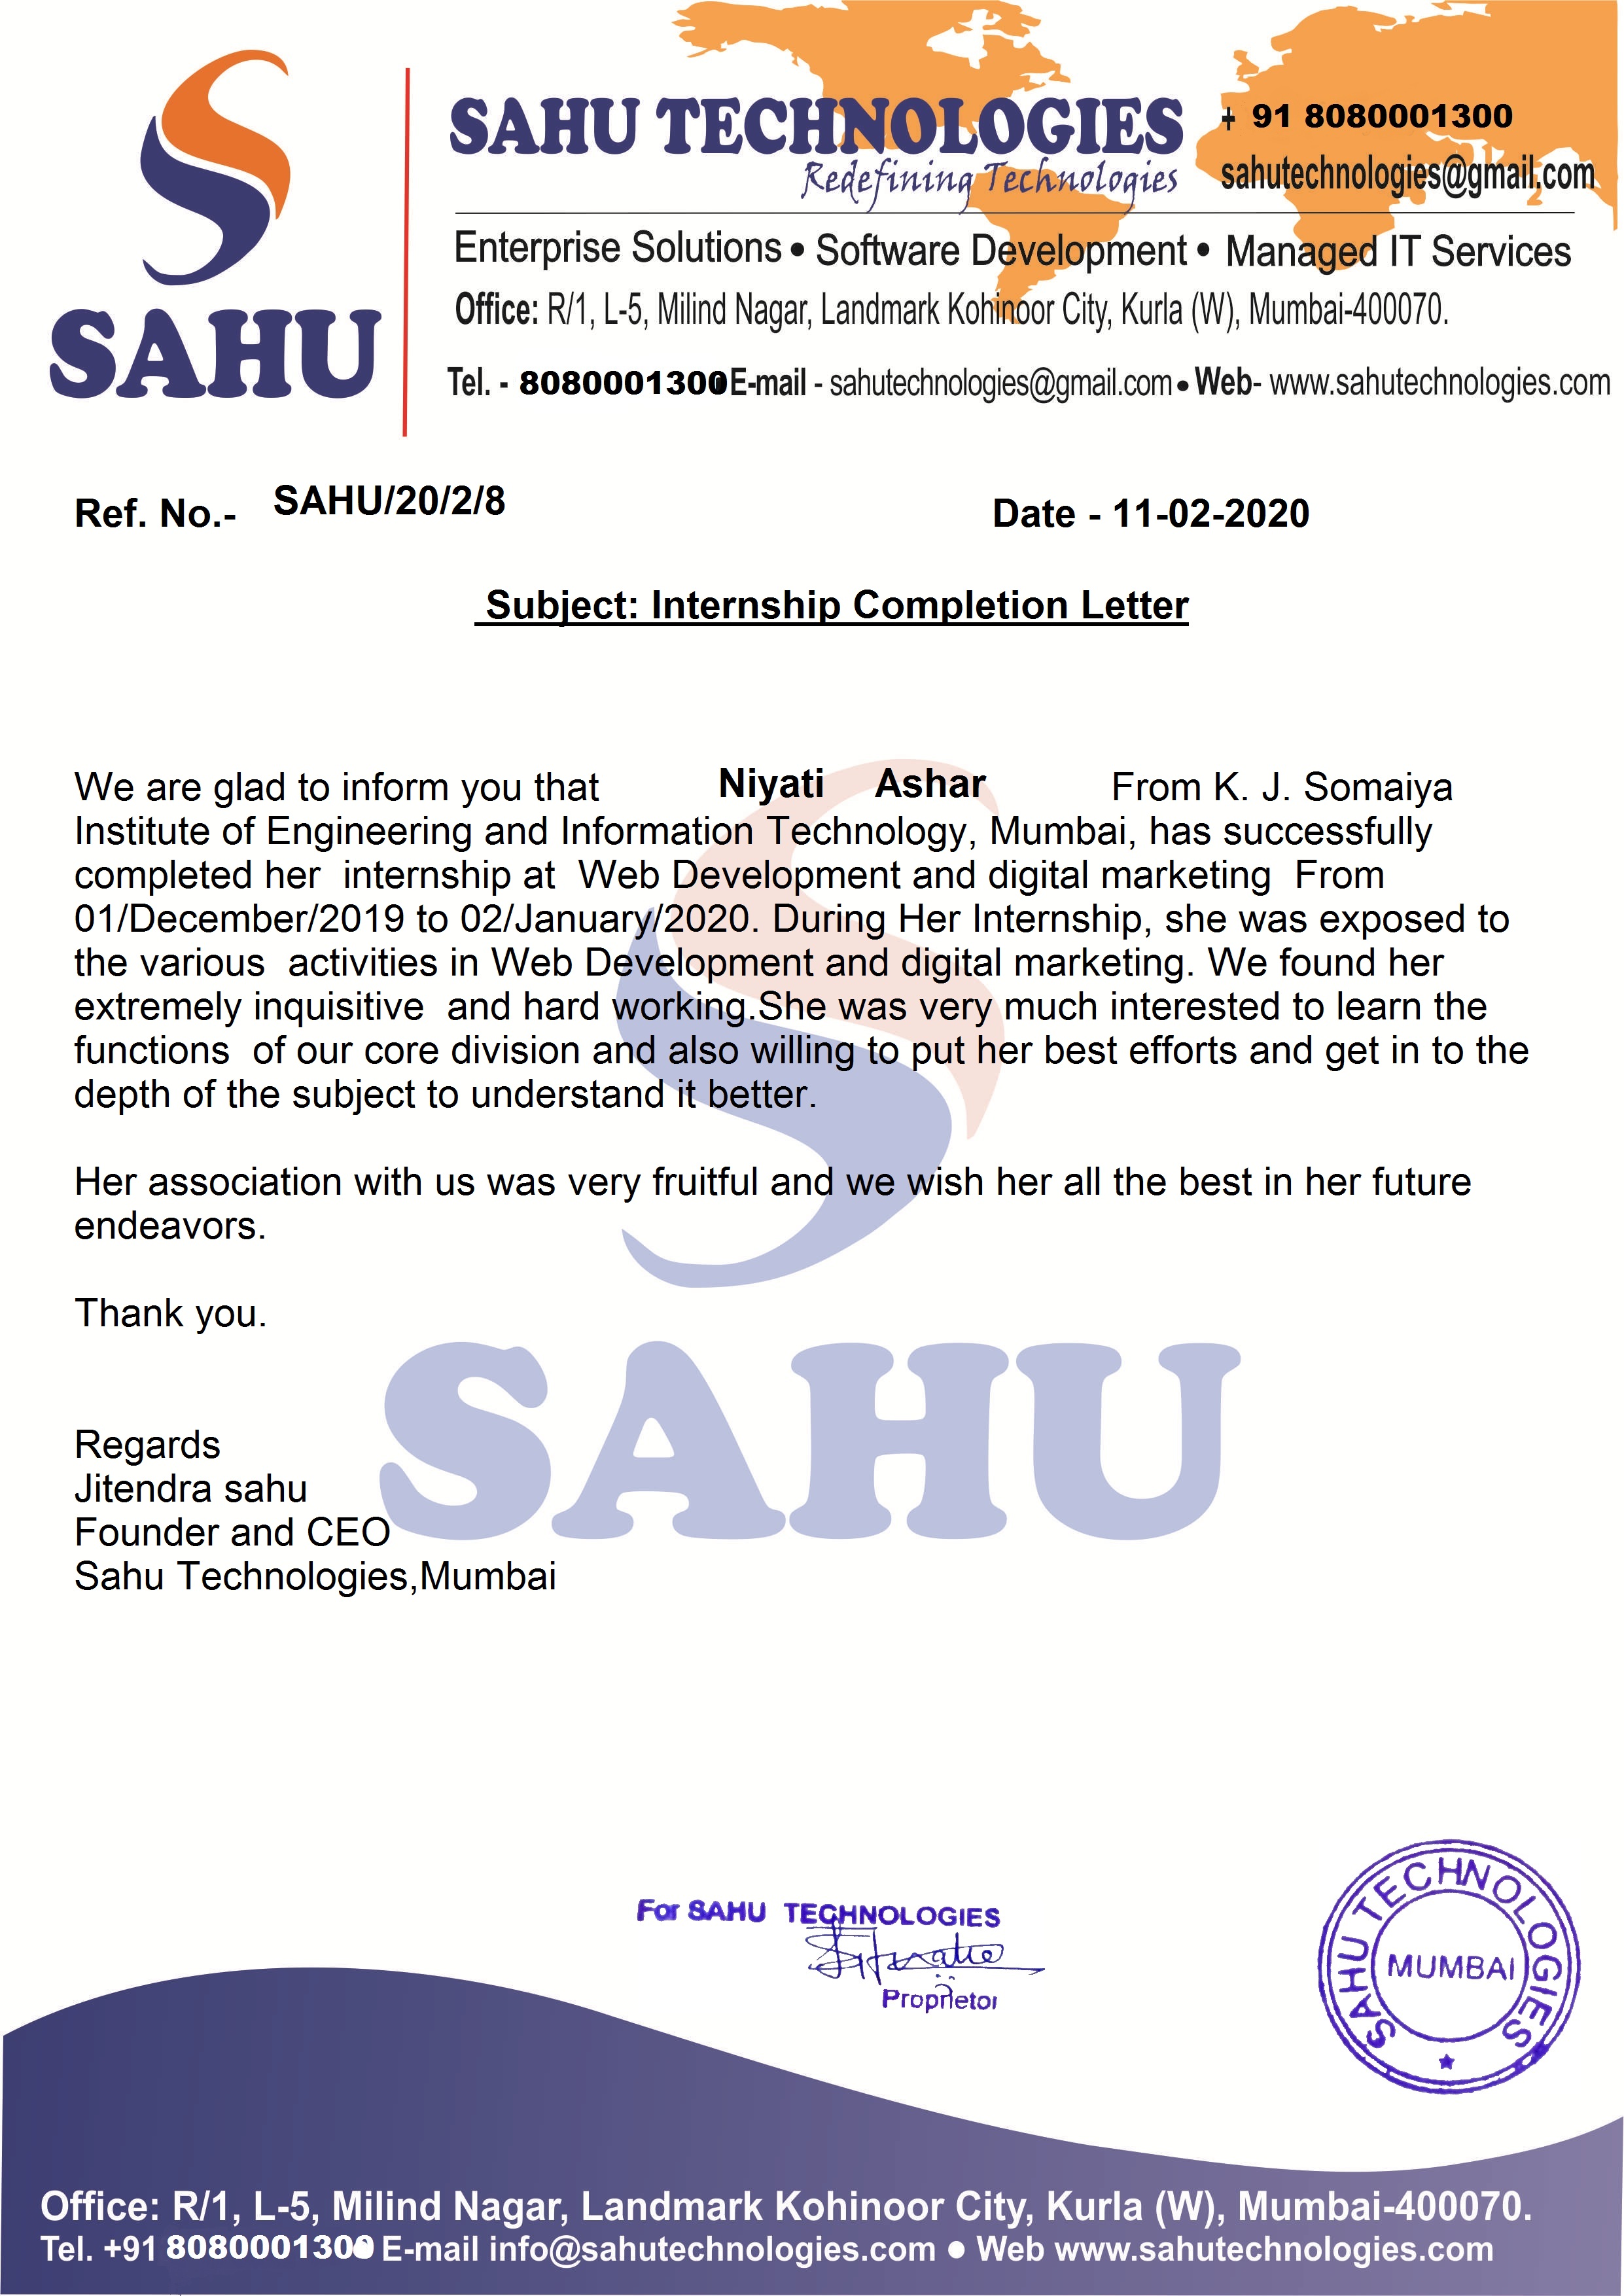 SAHU
SAHU TECHNOLOGIES
Redefining Technologies
+ 91 8080001300
sahutechnologies@gmail.com
Enterprise Solutions • Software Development • Managed IT Services
Office: R/1, L-5, Milind Nagar, Landmark Kohinoor City, Kurla (W), Mumbai-400070.
Tel. - 8080001300 E-mail - sahutechnologies@gmail.com • Web- www.sahutechnologies.com
Ref. No.- SAHU/20/2/8 Date - 11-02-2020
Subject: Internship Completion Letter
We are glad to inform you that Niyati Ashar From K. J. Somaiya
Institute of Engineering and Information Technology, Mumbai, has successfully
completed her internship at Web Development and digital marketing From
01/December/2019 to 02/January/2020. During Her Internship, she was exposed to
the various activities in Web Development and digital marketing. We found her
extremely inquisitive and hard working.She was very much interested to learn the
functions of our core division and also willing to put her best efforts and get in to the
depth of the subject to understand it better.
Her association with us was very fruitful and we wish her all the best in her future
endeavors.
Thank you.
SAHU
Regards
Jitendra sahu
Founder and CEO
Sahu Technologies,Mumbai
For SAHU TECHNOLOGIES
Proprietor
SAHU TECHNOLOGIES
MUMBAI
Office: R/1, L-5, Milind Nagar, Landmark Kohinoor City, Kurla (W), Mumbai-400070.
Tel. +91 8080001300 E-mail info@sahutechnologies.com • Web www.sahutechnologies.com